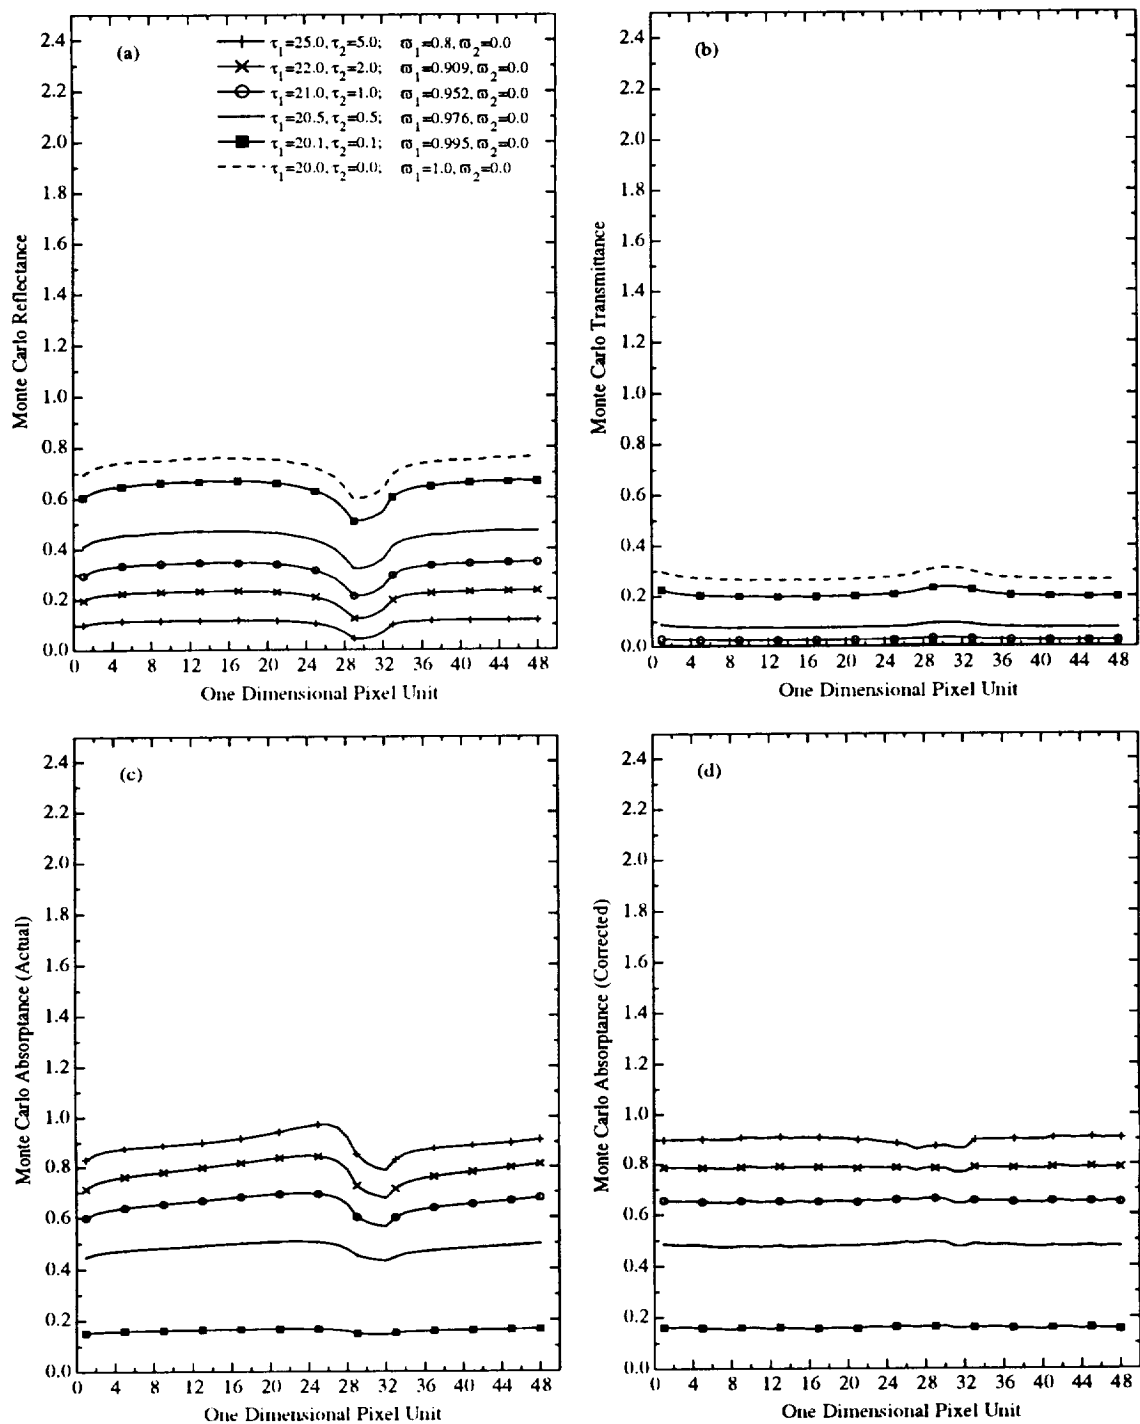 (a)
τ1=25.0, τ2=5.0; ϖ1=0.8, ϖ2=0.0
τ1=22.0, τ2=2.0; ϖ1=0.909, ϖ2=0.0
τ1=21.0, τ2=1.0; ϖ1=0.952, ϖ2=0.0
τ1=20.5, τ2=0.5; ϖ1=0.976, ϖ2=0.0
τ1=20.1, τ2=0.1; ϖ1=0.995, ϖ2=0.0
τ1=20.0, τ2=0.0; ϖ1=1.0, ϖ2=0.0
Monte Carlo Reflectance
2.4
2.2
2.0
1.8
1.6
1.4
1.2
1.0
0.8
0.6
0.4
0.2
0.0
0 4 8 12 16 20 24 28 32 36 40 44 48
One Dimensional Pixel Unit
(b)
Monte Carlo Transmittance
2.4
2.2
2.0
1.8
1.6
1.4
1.2
1.0
0.8
0.6
0.4
0.2
0.0
0 4 8 12 16 20 24 28 32 36 40 44 48
One Dimensional Pixel Unit
(c)
Monte Carlo Absorptance (Actual)
2.4
2.2
2.0
1.8
1.6
1.4
1.2
1.0
0.8
0.6
0.4
0.2
0.0
0 4 8 12 16 20 24 28 32 36 40 44 48
One Dimensional Pixel Unit
(d)
Monte Carlo Absorptance (Corrected)
2.4
2.2
2.0
1.8
1.6
1.4
1.2
1.0
0.8
0.6
0.4
0.2
0.0
0 4 8 12 16 20 24 28 32 36 40 44 48
One Dimensional Pixel Unit